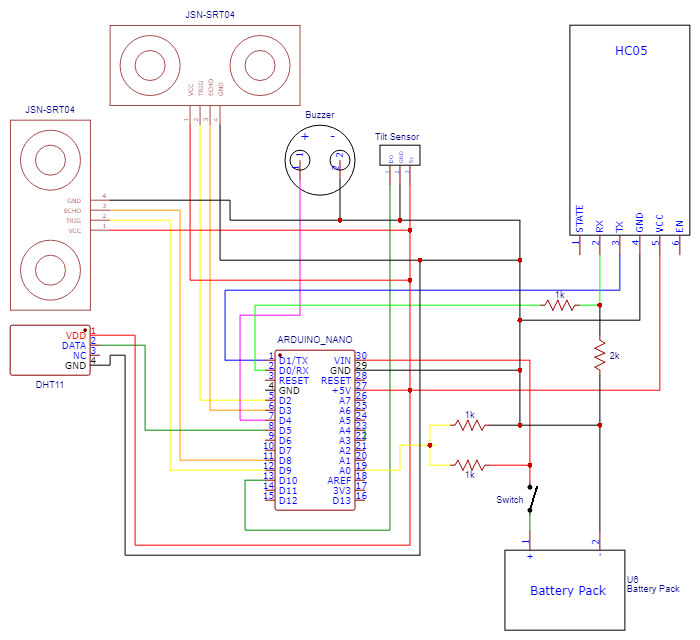 JSN-SRT04
VCC
TRIG
ECHO
GND
1
2
3
4
JSN-SRT04
GND 4
ECHO 3
TRIG 2
VCC 1
Buzzer
+ -
1 2
1 2
Tilt Sensor
DO
GND
5V
1 2 3
HC05
STATE
RX
TX
GND
VCC
EN
1
2
3
4
5
6
1k
2k
VDD 1
DATA 2
NC 3
GND 4
DHT11
ARDUINO_NANO
1 D1/TX VIN 30
2 D0/RX GND 29
3 RESET RESET 28
4 GND +5V 27
5 D2 A7 26
6 D3 A6 25
7 D4 A5 24
8 D5 A4 23
9 D6 A3 22
10 D7 A2 21
11 D8 A1 20
12 D9 A0 19
13 D10 AREF 18
14 D11 3V3 17
15 D12 D13 16
1k
1k
Switch
1 2
+ -
Battery Pack
U6
Battery Pack